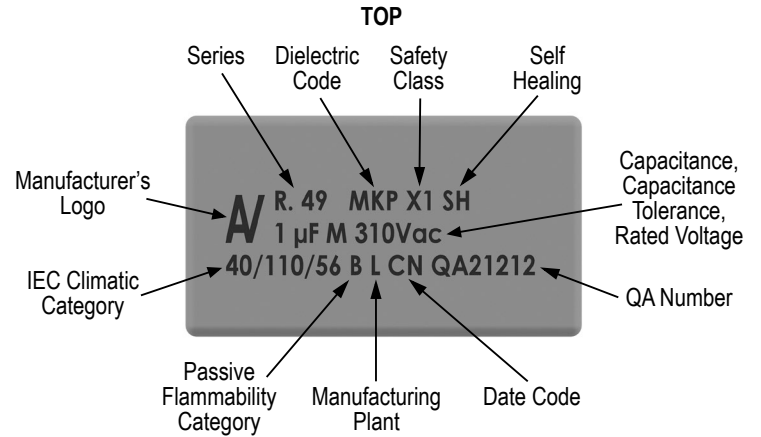 TOP
Series
Dielectric
Code
Safety
Class
Self
Healing
Manufacturer's
Logo
R. 49 MKP X1 SH
1 µF M 310Vac
40/110/56 B L CN QA21212
Capacitance,
Capacitance
Tolerance,
Rated Voltage
IEC Climatic
Category
QA Number
Passive
Flammability
Category
Manufacturing
Plant
Date Code